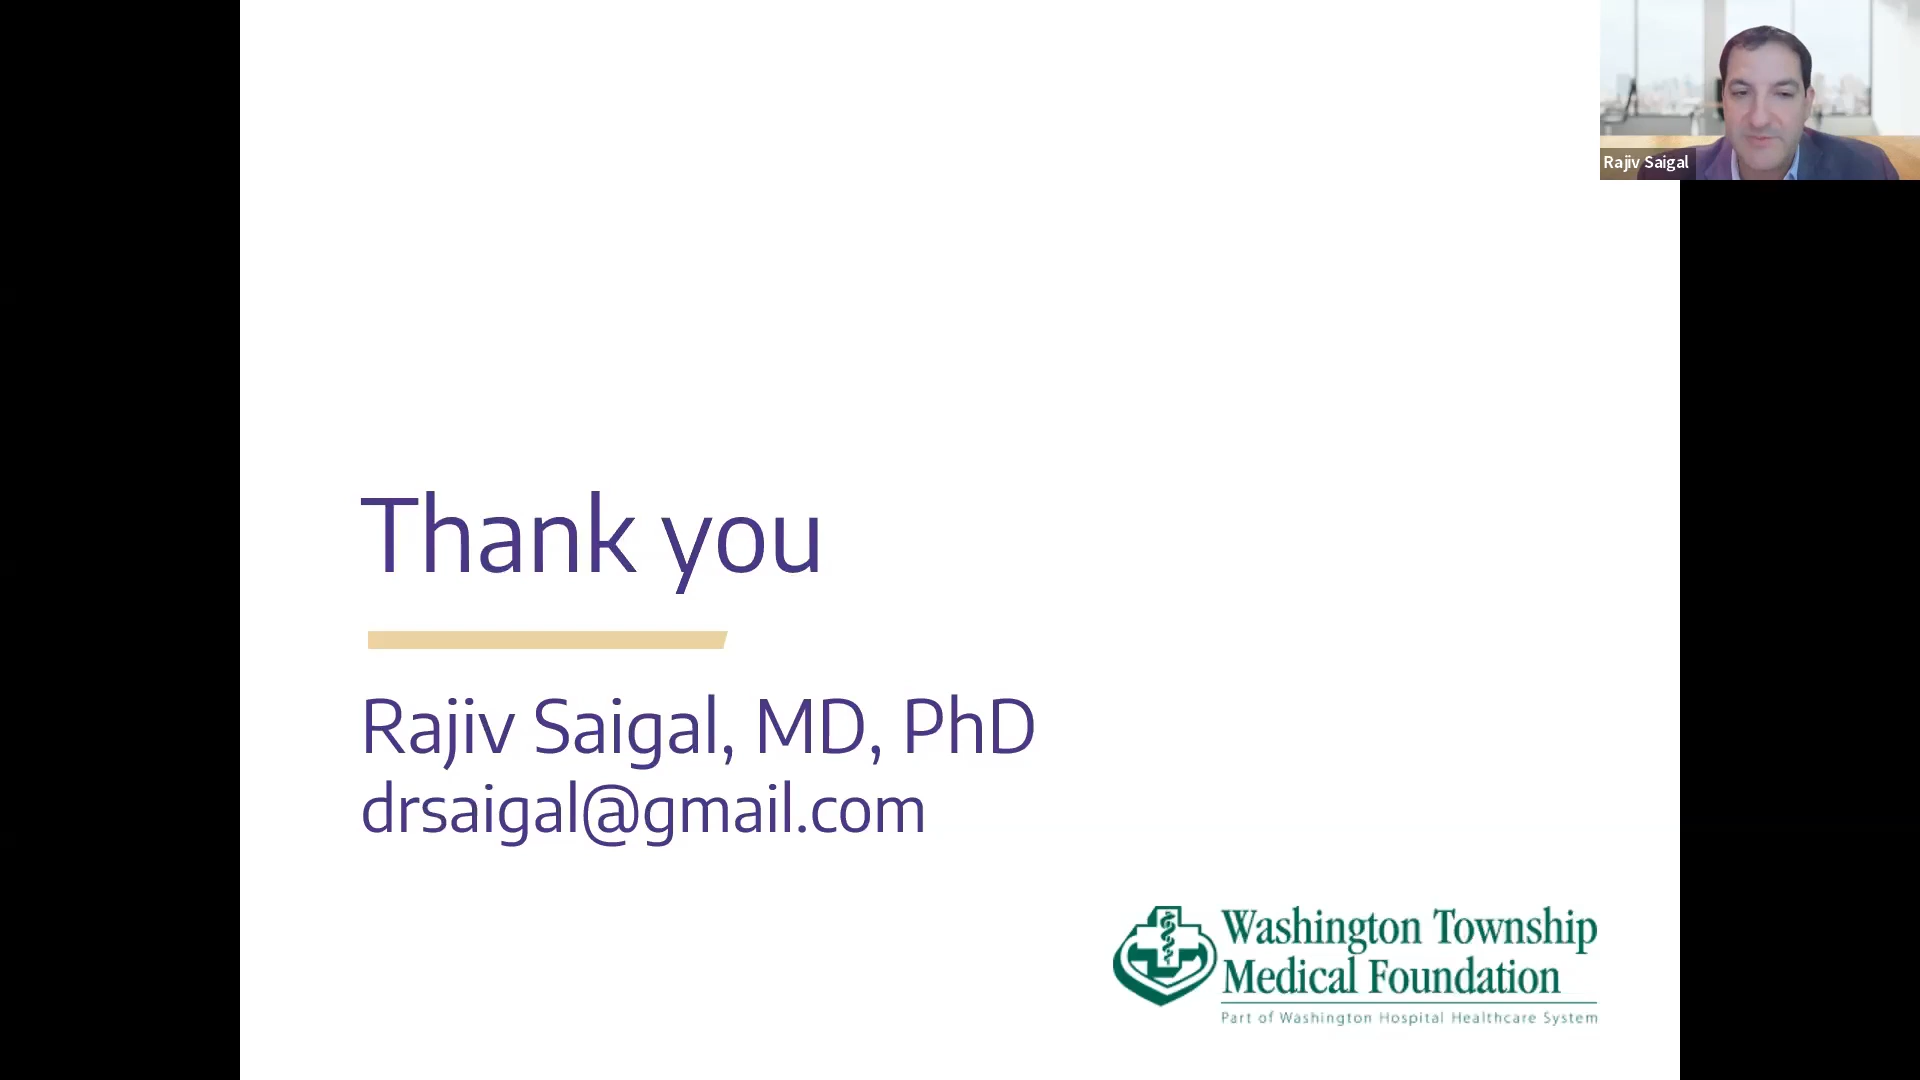 Rajiv Saigal
Thank you
Rajiv Saigal, MD, PhD
drsaigal@gmail.com
Washington Township
Medical Foundation
Part of Washington Hospital Healthcare System